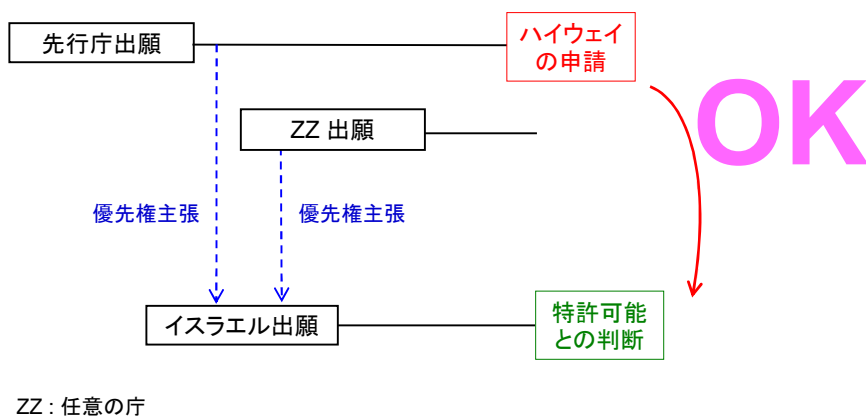 先行庁出願
ハイウェイ
の申請
OK
ZZ 出願
優先権主張
優先権主張
イスラエル出願
特許可能
との判断
ZZ : 任意の庁